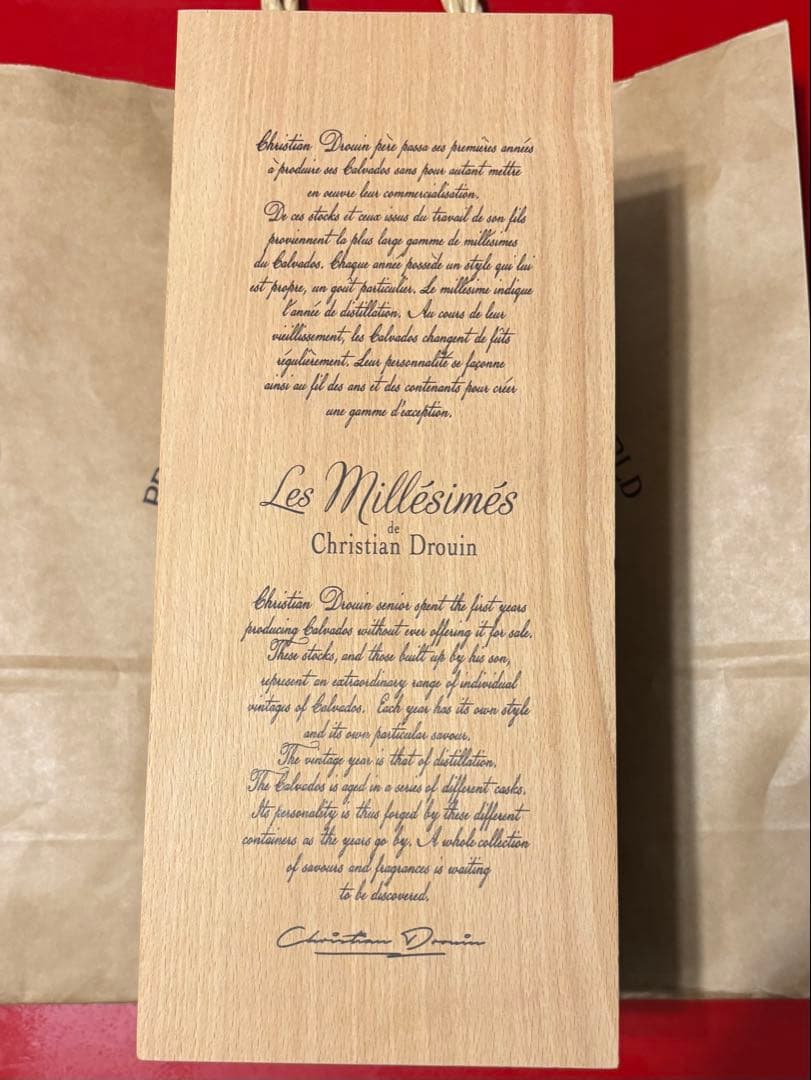 Christian Drouin père passa ses premières années
à produire ses Calvados sans pour autant mettre
en oeuvre leur commercialisation.
De ces stocks et ceux issus du travail de son fils
proviennent la plus large gamme de millésimes
du Calvados. Chaque année possède un style qui lui
est propre, un goût particulier. Le millésime indique
l'année de distillation. Au cours de leur
vieillissement, les Calvados changent de fûts
régulièrement. Leur personnalité se façonne
ainsi au fil des ans et des contenants pour créer
une gamme d'exception.
Les Millésimés
de
Christian Drouin
Christian Drouin senior spent the first years
producing Calvados without ever offering it for sale.
These stocks, and those built up by his son,
represent an extraordinary range of individual
vintages of Calvados. Each year has its own style
and its own particular savour.
The vintage year is that of distillation.
The Calvados is aged in a series of different casks.
Its personality is thus forged by these different
containers as the years go by. A whole collection
of savours and fragrances is waiting
to be discovered.
Christian Drouin